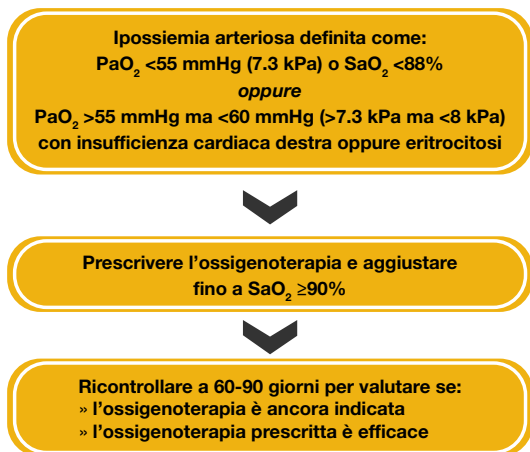 Ipossiemia arteriosa definita come:
PaO₂ <55 mmHg (7.3 kPa) o SaO₂ <88%
oppure
PaO₂ >55 mmHg ma <60 mmHg (>7.3 kPa ma <8 kPa)
con insufficienza cardiaca destra oppure eritrocitosi
Prescrivere l’ossigenoterapia e aggiustare
fino a SaO₂ ≥90%
Ricontrollare a 60-90 giorni per valutare se:
» l’ossigenoterapia è ancora indicata
» l’ossigenoterapia prescritta è efficace